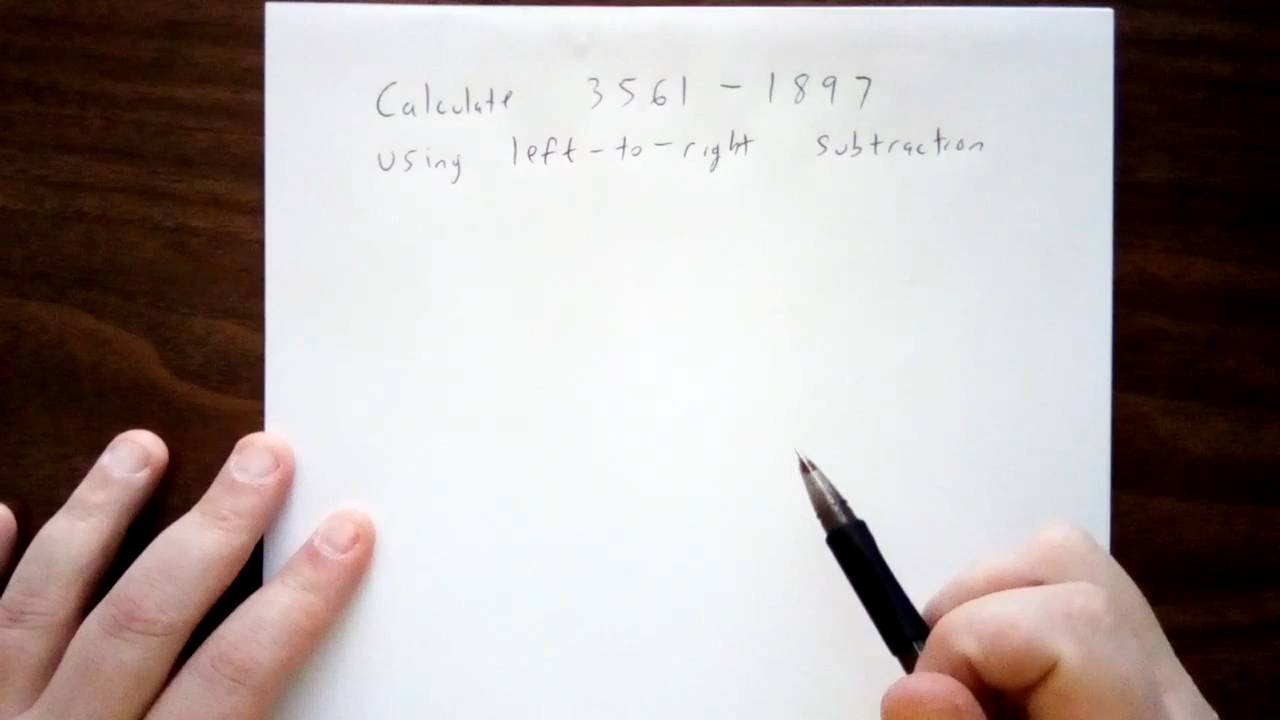 Calculate 3561 - 1897
using left-to-right subtraction